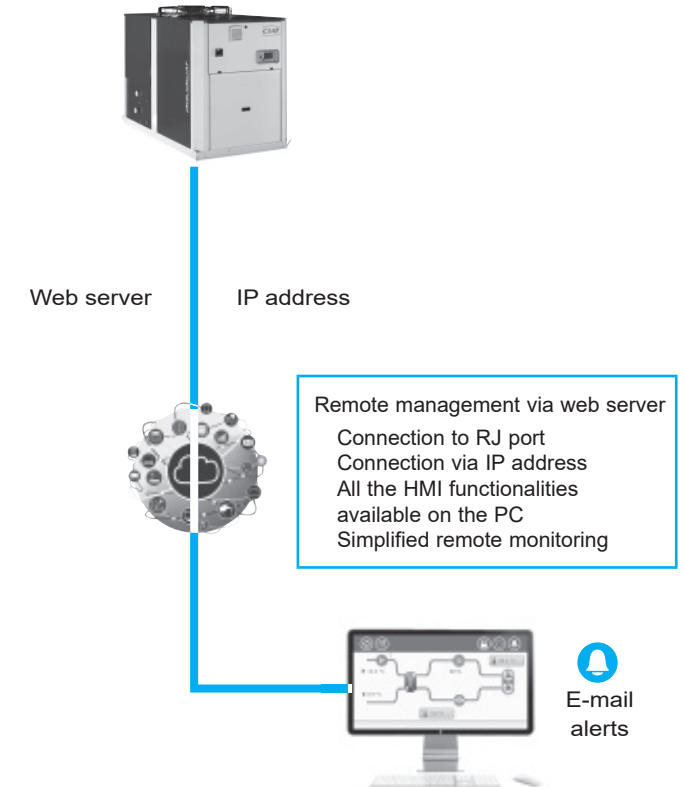 CIAT
Web server
IP address
Remote management via web server
Connection to RJ port
Connection via IP address
All the HMI functionalities
available on the PC
Simplified remote monitoring
E-mail
alerts